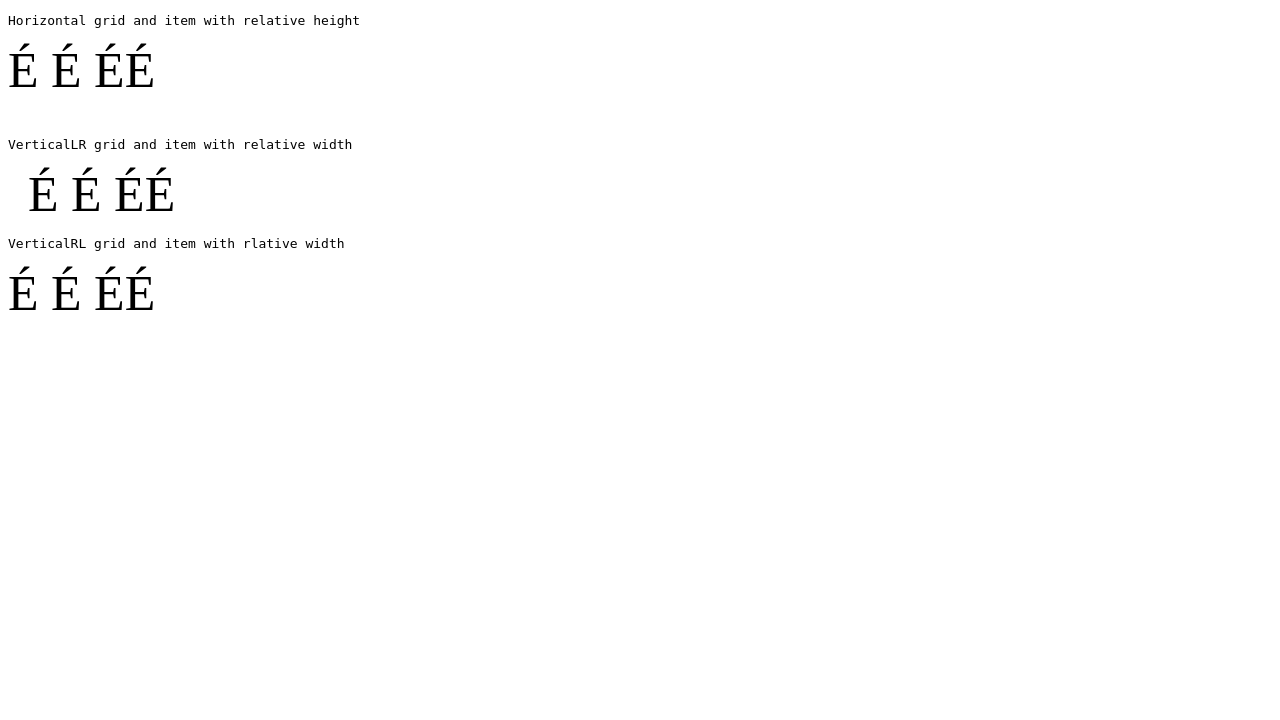 Horizontal grid and item with relative height
É É ÉÉ
VerticalLR grid and item with relative width
É É ÉÉ
VerticalRL grid and item with rlative width
É É ÉÉ